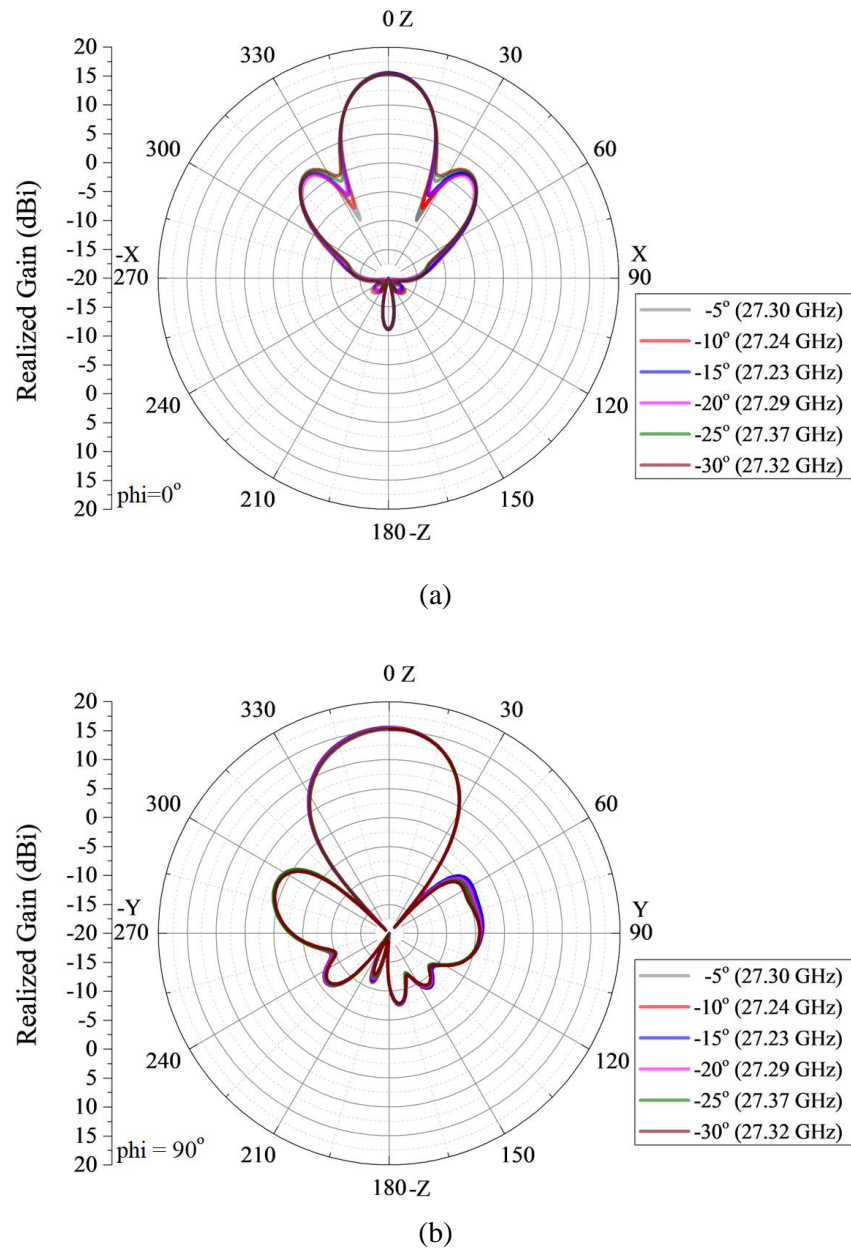 0 Z
330
30
300
60
-X
X
270
90
240
120
210
150
180 -Z
Realized Gain (dBi)
20
15
10
5
0
-5
-10
-15
-20
-15
-10
-5
0
5
10
15
20
phi=0°
-5° (27.30 GHz)
-10° (27.24 GHz)
-15° (27.23 GHz)
-20° (27.29 GHz)
-25° (27.37 GHz)
-30° (27.32 GHz)
(a)
0 Z
330
30
300
60
-Y
Y
270
90
240
120
210
150
180 -Z
Realized Gain (dBi)
20
15
10
5
0
-5
-10
-15
-20
-15
-10
-5
0
5
10
15
20
phi = 90°
-5° (27.30 GHz)
-10° (27.24 GHz)
-15° (27.23 GHz)
-20° (27.29 GHz)
-25° (27.37 GHz)
-30° (27.32 GHz)
(b)